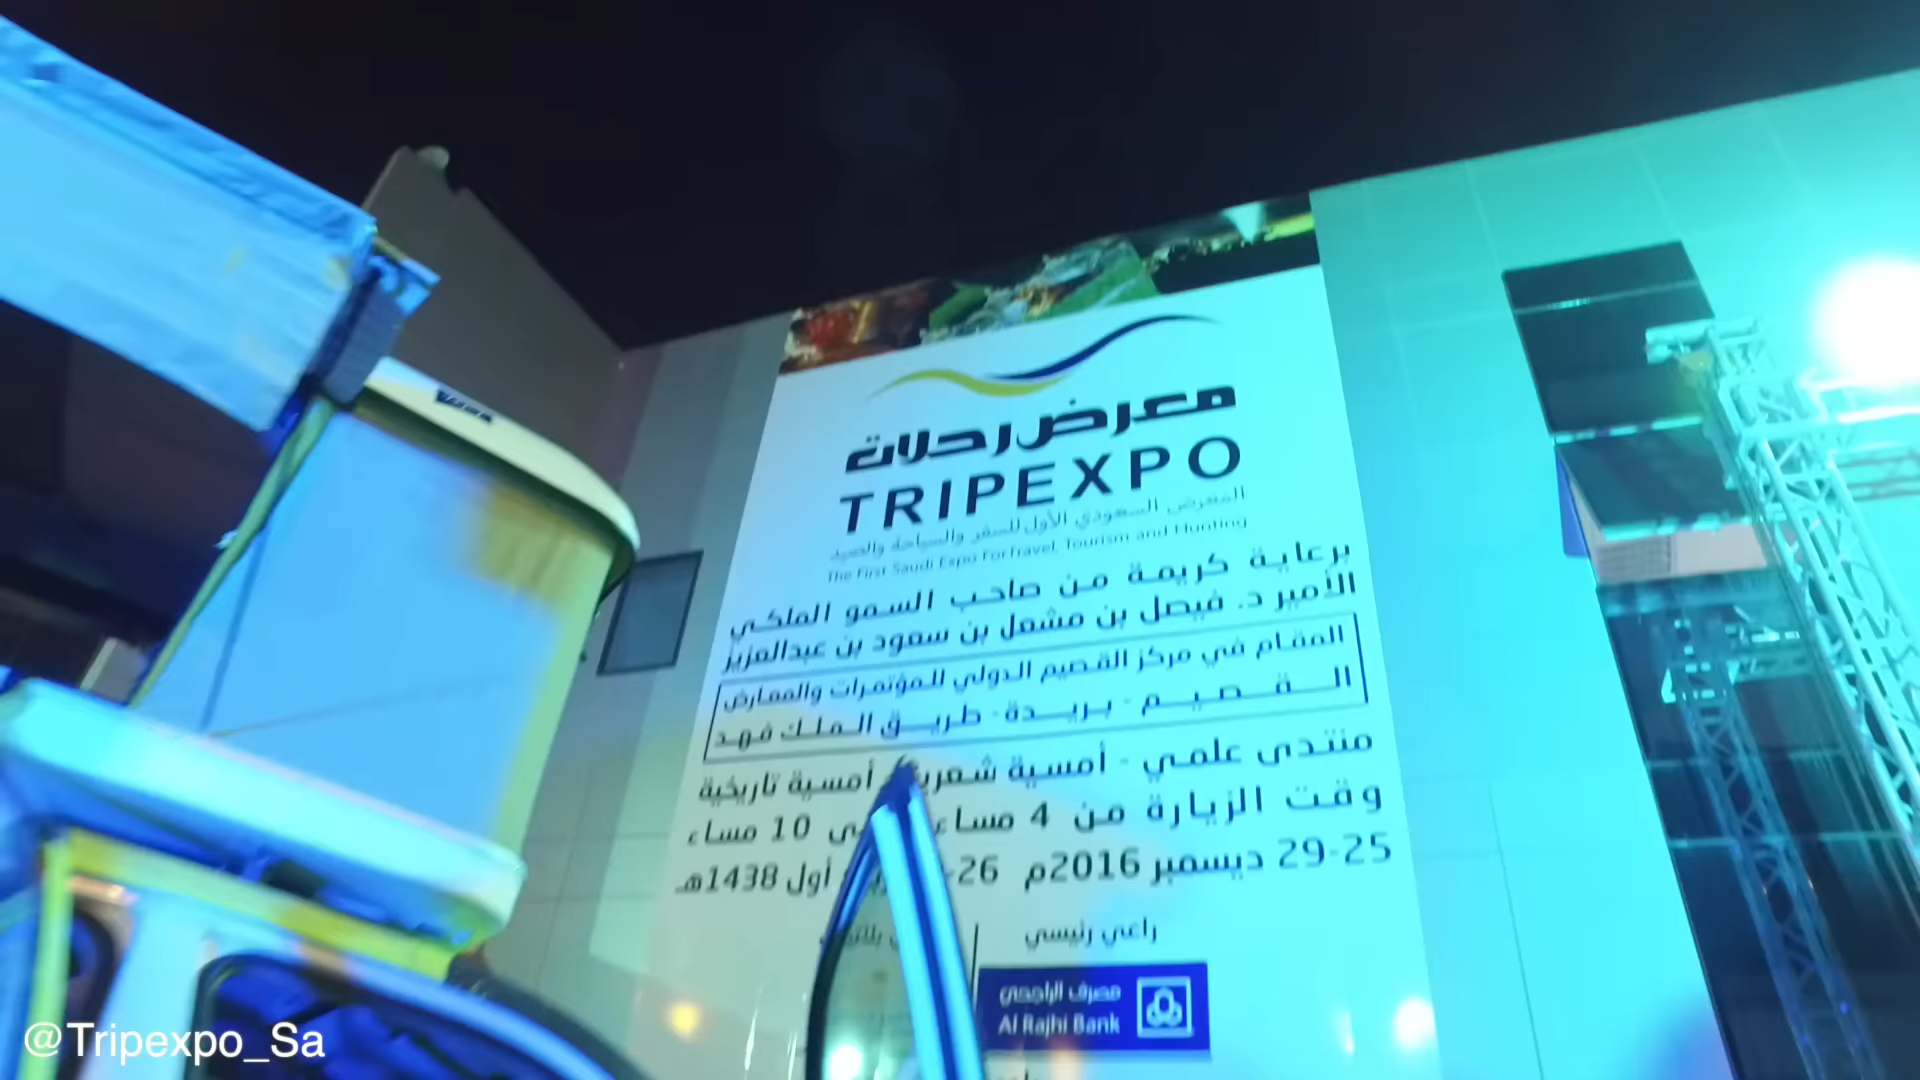 معرض رحلات
TRIPEXPO
المعرض السعودي الأول للسفر والسياحة والصيد
The First Saudi Expo For Travel, Tourism and Hunting
برعاية كريمة من صاحب السمو الملكي
الأمير د. فيصل بن مشعل بن سعود بن عبدالعزيز
المقام في مركز القصيم الدولي للمؤتمرات والمعارض
القصيم - بريدة - طريق الملك فهد
منتدى علمي - أمسية شعرية أمسية تاريخية
وقت الزيارة من 4 مساء 10 مساء
25-29 ديسمبر 2016م 26- أول 1438هـ
راعي رئيسي
مصرف الراجحي
Al Rajhi Bank
@Tripexpo_Sa